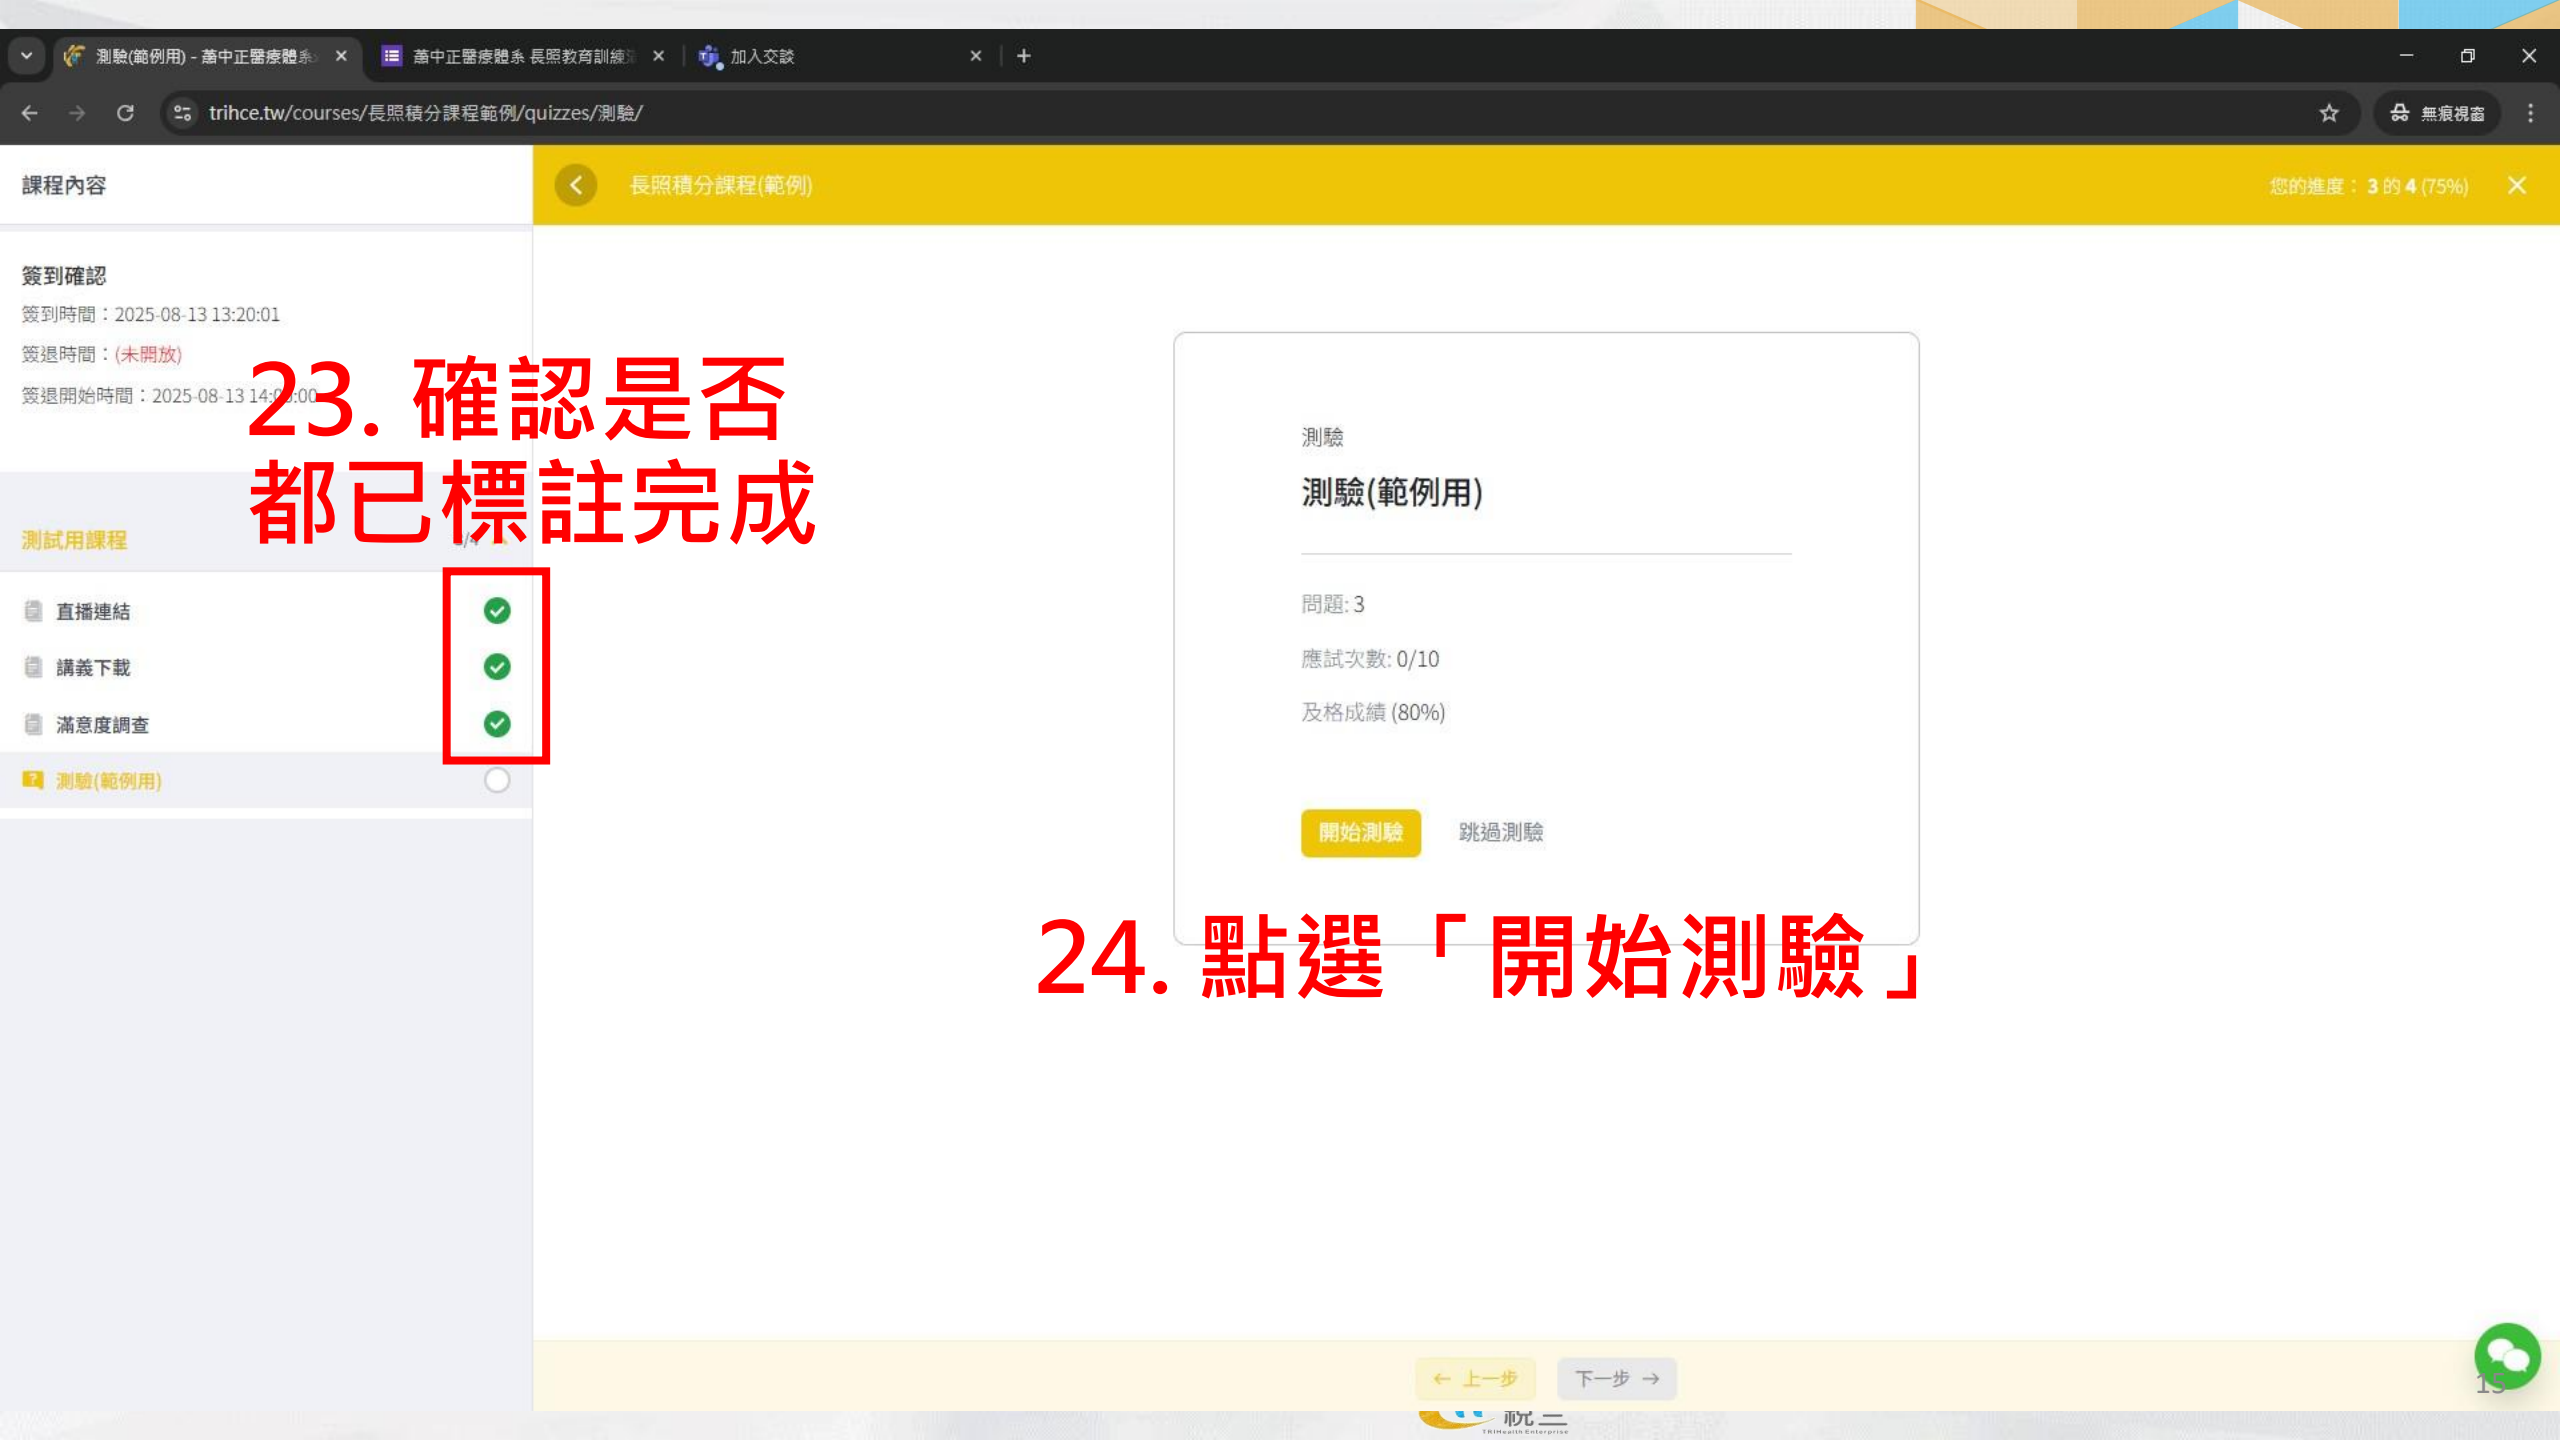 測驗(範例用) - 蕭中正醫療體系
蕭中正醫療體系 長照教育訓練
加入交談
trihce.tw/courses/長照積分課程範例/quizzes/測驗/
無痕視窗
課程內容
長照積分課程(範例)
您的進度： 3 的 4 (75%)
簽到確認
簽到時間：2025-08-13 13:20:01
簽退時間：(未開放)
簽退開始時間：2025-08-13 14:00:00
23. 確認是否
都已標註完成
測試用課程
3/4
直播連結
講義下載
滿意度調查
測驗(範例用)
測驗
測驗(範例用)
問題: 3
應試次數: 0/10
及格成績 (80%)
開始測驗
跳過測驗
24. 點選「開始測驗」
← 上一步
下一步 →
15
TRIHealth Enterprise